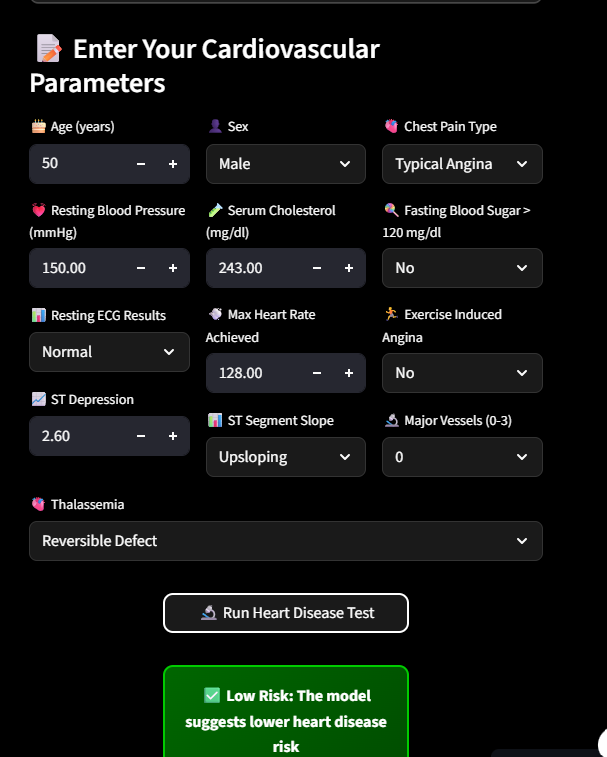 Enter Your Cardiovascular
Parameters
Age (years)
Sex
Chest Pain Type
50
Male
Typical Angina
Resting Blood Pressure
(mmHg)
Serum Cholesterol
(mg/dl)
Fasting Blood Sugar >
120 mg/dl
150.00
243.00
No
Resting ECG Results
Max Heart Rate
Achieved
Exercise Induced
Angina
Normal
128.00
No
ST Depression
2.60
ST Segment Slope
Major Vessels (0-3)
Upsloping
0
Thalassemia
Reversible Defect
Run Heart Disease Test
Low Risk: The model
suggests lower heart disease
risk